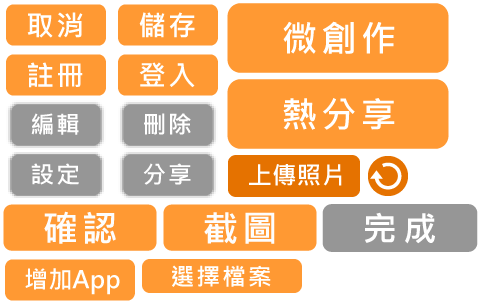 取消
儲存
微創作
註冊
登入
熱分享
編輯
刪除
設定
分享
上傳照片
確認
截圖
完成
增加App
選擇檔案